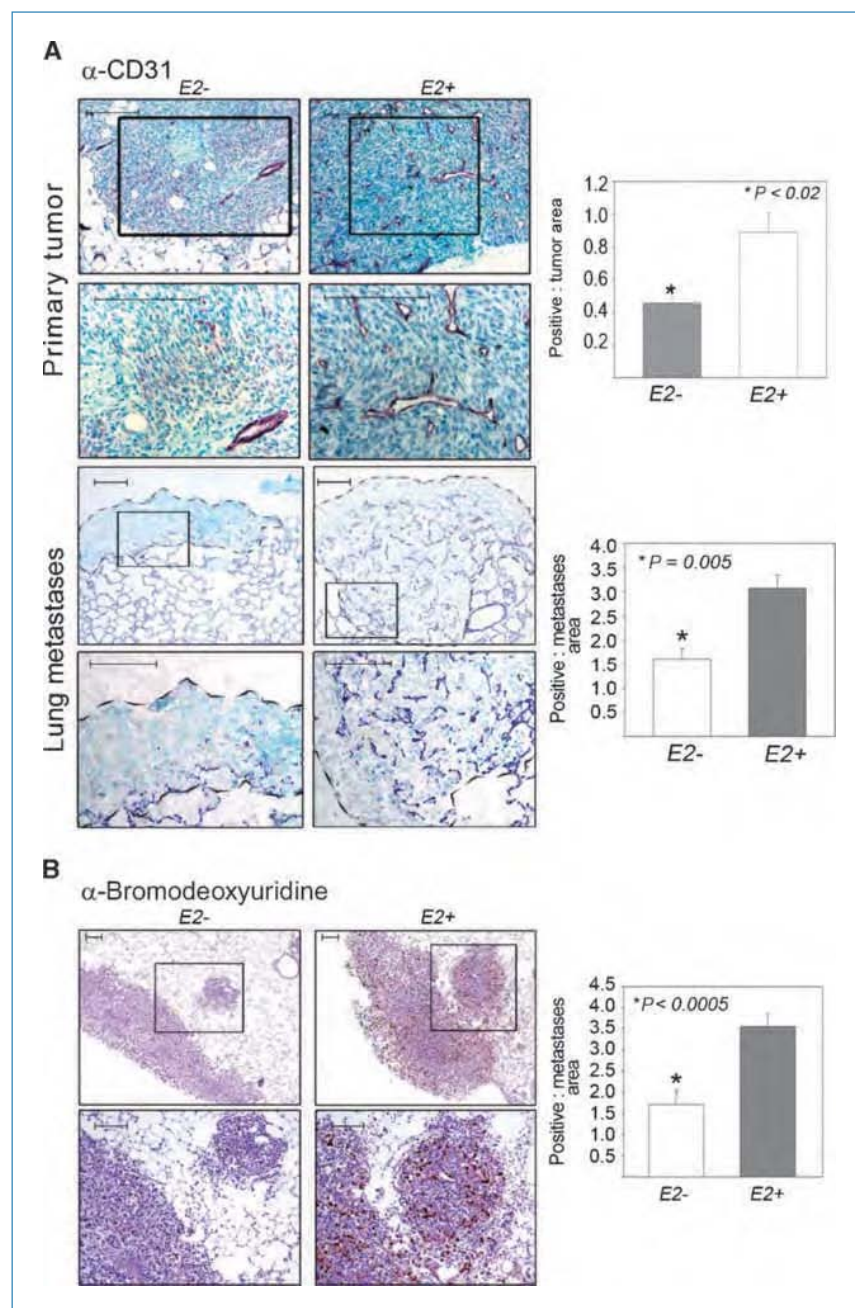 A
α-CD31
E2-
E2+
Primary tumor
Positive : tumor area
1.2
1.0
0.8
0.6
0.4
0.2
* P < 0.02
*
E2-
E2+
Lung metastases
Positive : metastases
area
4.0
3.5
3.0
2.5
2.0
1.5
1.0
0.5
* P = 0.005
*
E2-
E2+
B
α-Bromodeoxyuridine
E2-
E2+
Positive : metastases
area
4.5
4.0
3.5
3.0
2.5
2.0
1.5
1.0
0.5
*P < 0.0005
*
E2-
E2+